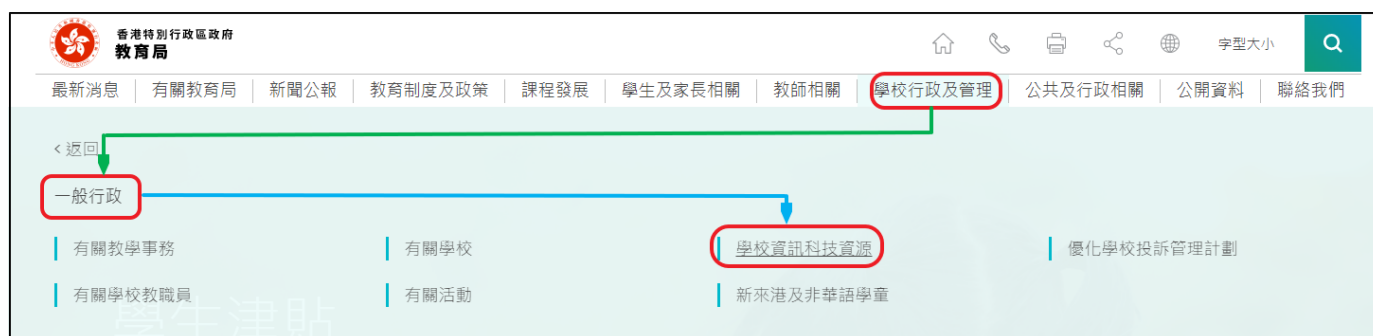 香港特別行政區政府
教育局
字型大小
最新消息 有關教育局 新聞公報 教育制度及政策 課程發展 學生及家長相關 教師相關 學校行政及管理 公共及行政相關 公開資料 聯絡我們
< 返回
一般行政
有關教學事務 有關學校 學校資訊科技資源 優化學校投訴管理計劃
有關學校教職員 有關活動 新來港及非華語學童
學生津貼